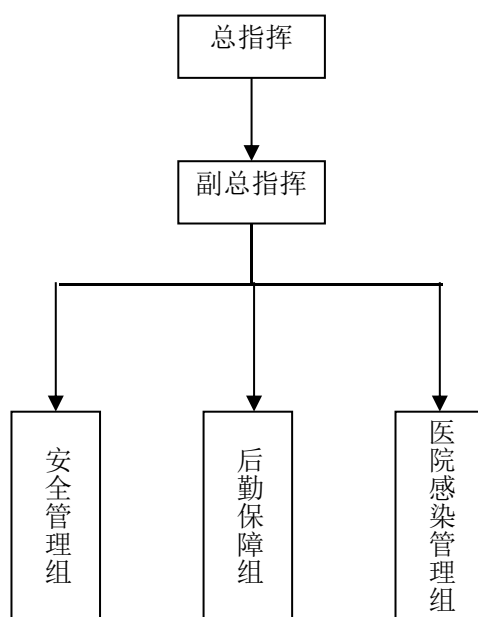 总指挥
副总指挥
安全管理组
后勤保障组
医院感染管理组